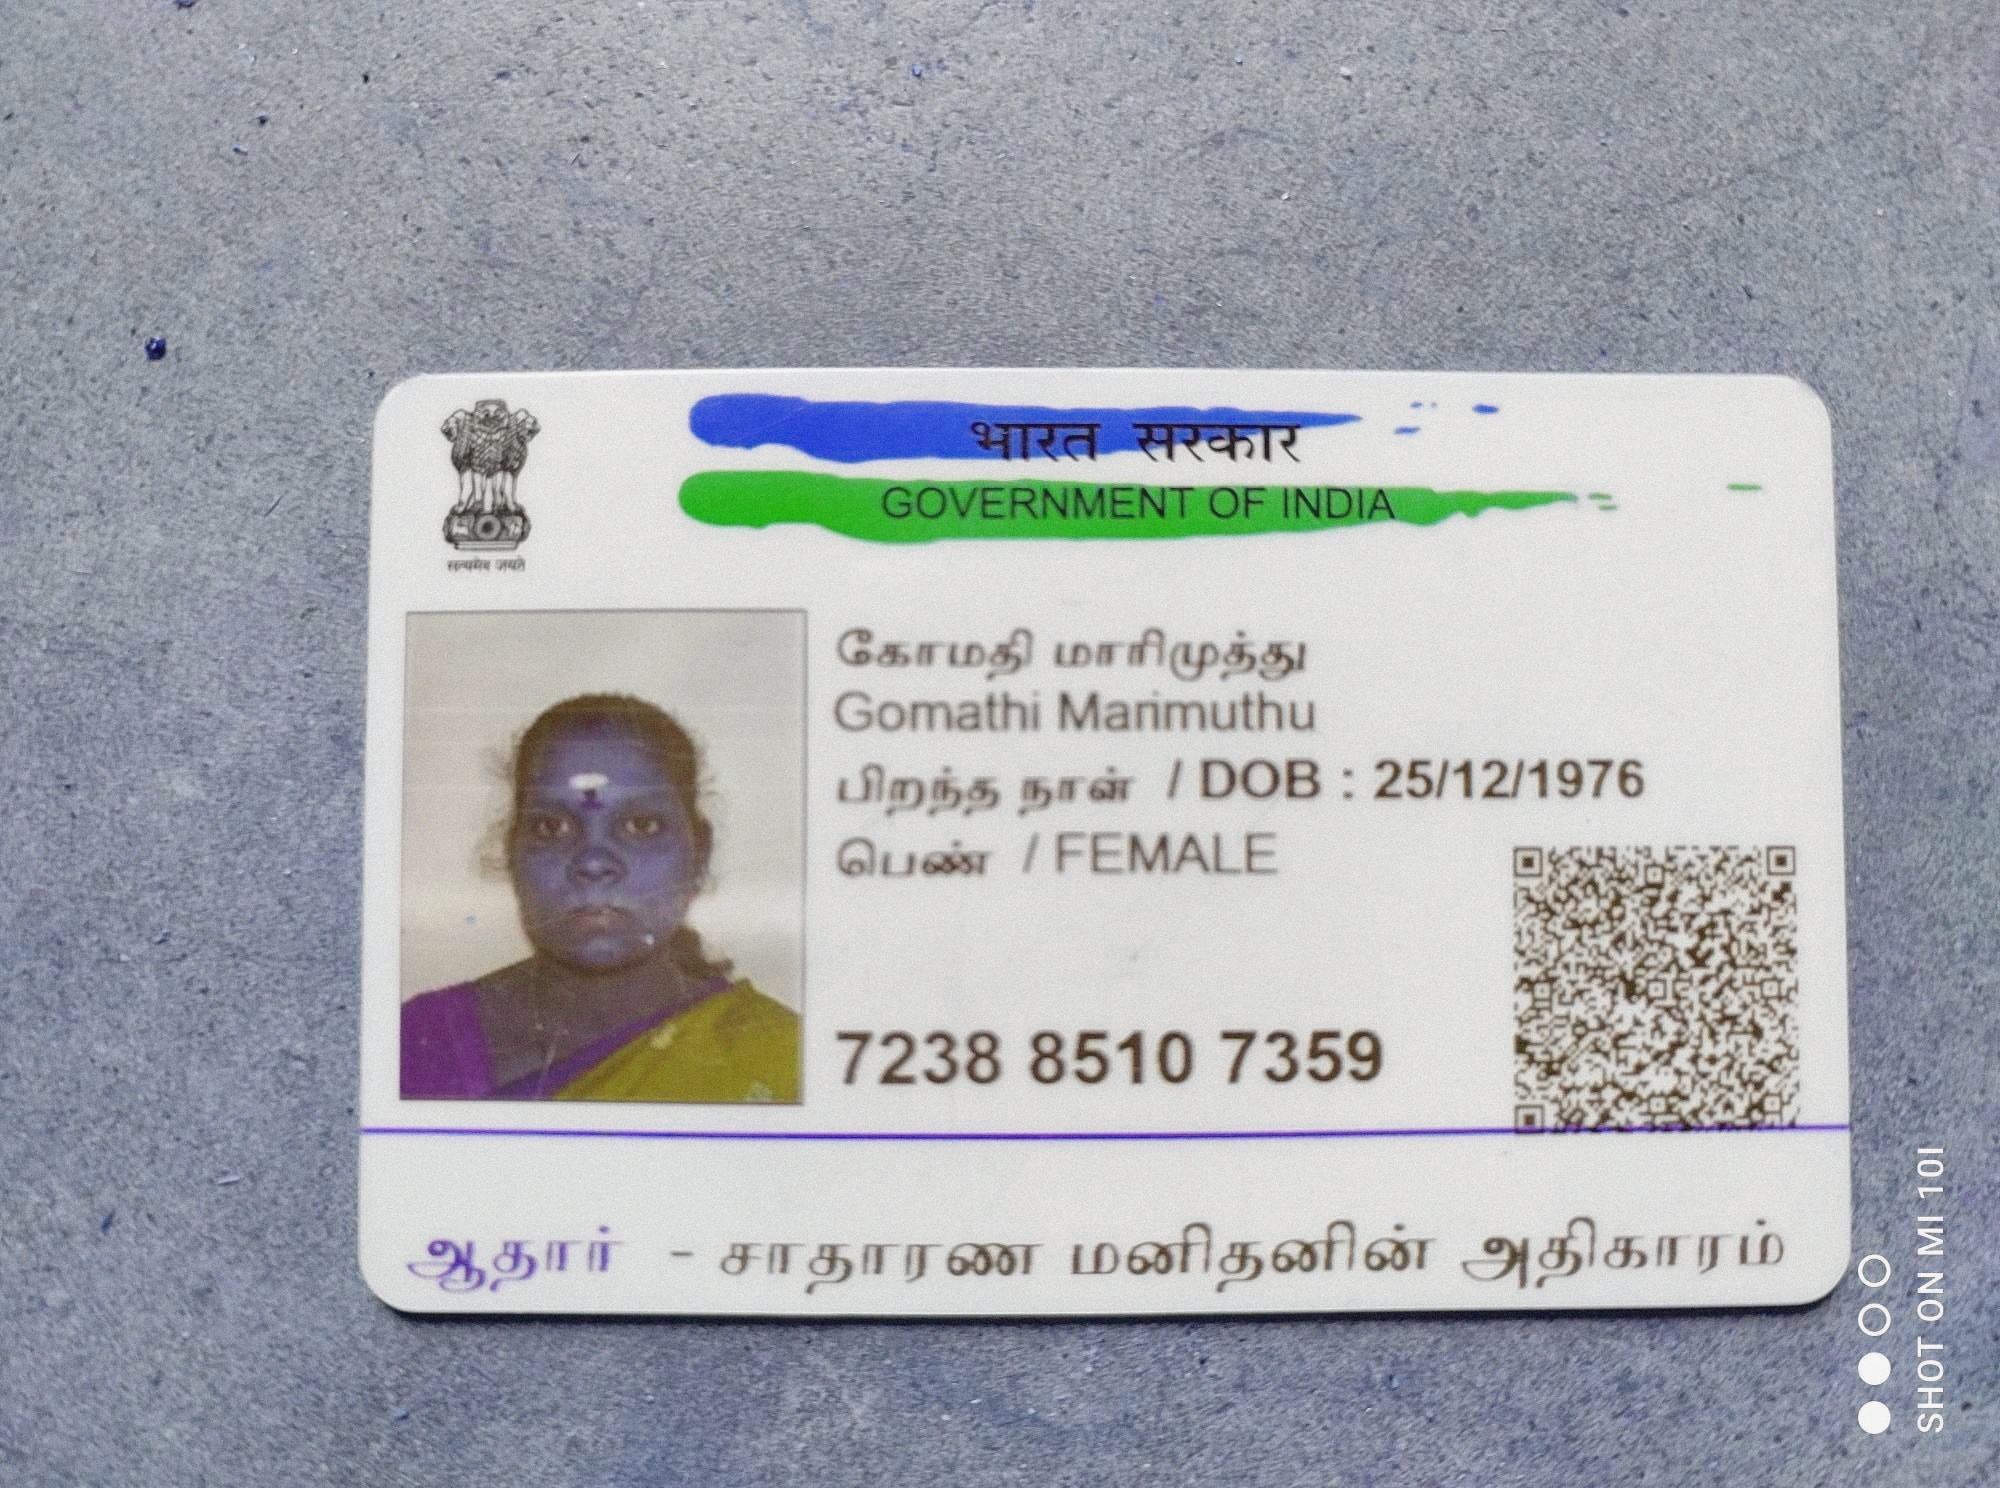 भारत सरकार
GOVERNMENT OF INDIA
सत्यमेव जयते
கோமதி மாரிமுத்து
Gomathi Marimuthu
பிறந்த நாள் / DOB : 25/12/1976
பெண் / FEMALE
7238 8510 7359
ஆதார் - சாதாரண மனிதனின் அதிகாரம்
SHOT ON MI 10I